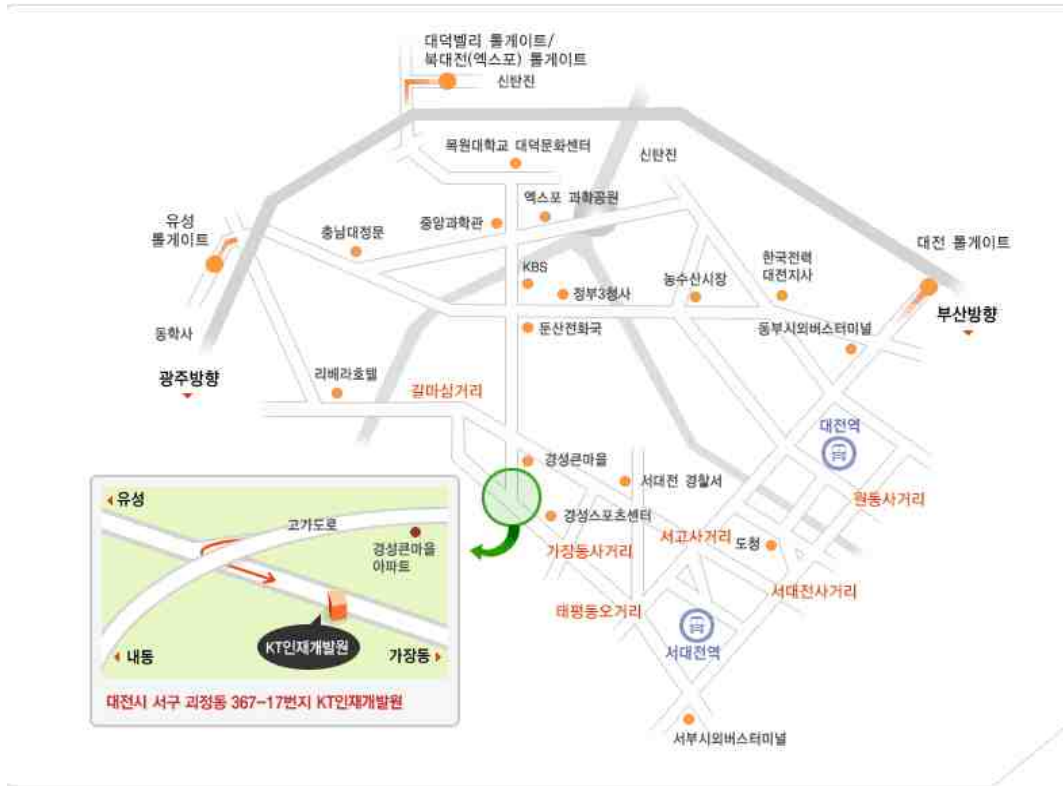 대덕벨리 톨게이트/
북대전(엑스포) 톨게이트
신탄진
목원대학교 대덕문화센터
신탄진
엑스포 과학공원
중앙과학관
유성
톨게이트
충남대정문
대전 톨게이트
한국전력
대전지사
KBS
정부3청사
농수산시장
부산방향
동학사
둔산전화국
동부시외버스터미널
광주방향
리베라호텔
길마심거리
대전역
경성큰마을
서대전 경찰서
원동사거리
경성스포츠센터
가장동사거리
서고사거리
도청
서대전사거리
태평동오거리
서대전역
서부시외버스터미널
유성
고가도로
경성큰마을
아파트
KT인재개발원
내동
가장동
대전시 서구 괴정동 367-17번지 KT인재개발원